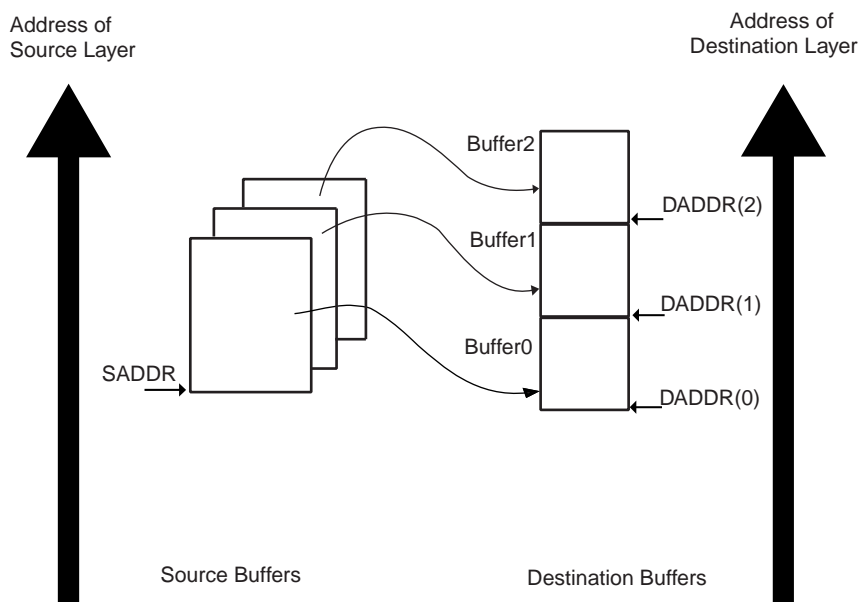 Address of
Source Layer
Address of
Destination Layer
Buffer2
DADDR(2)
Buffer1
DADDR(1)
Buffer0
SADDR
DADDR(0)
Source Buffers
Destination Buffers